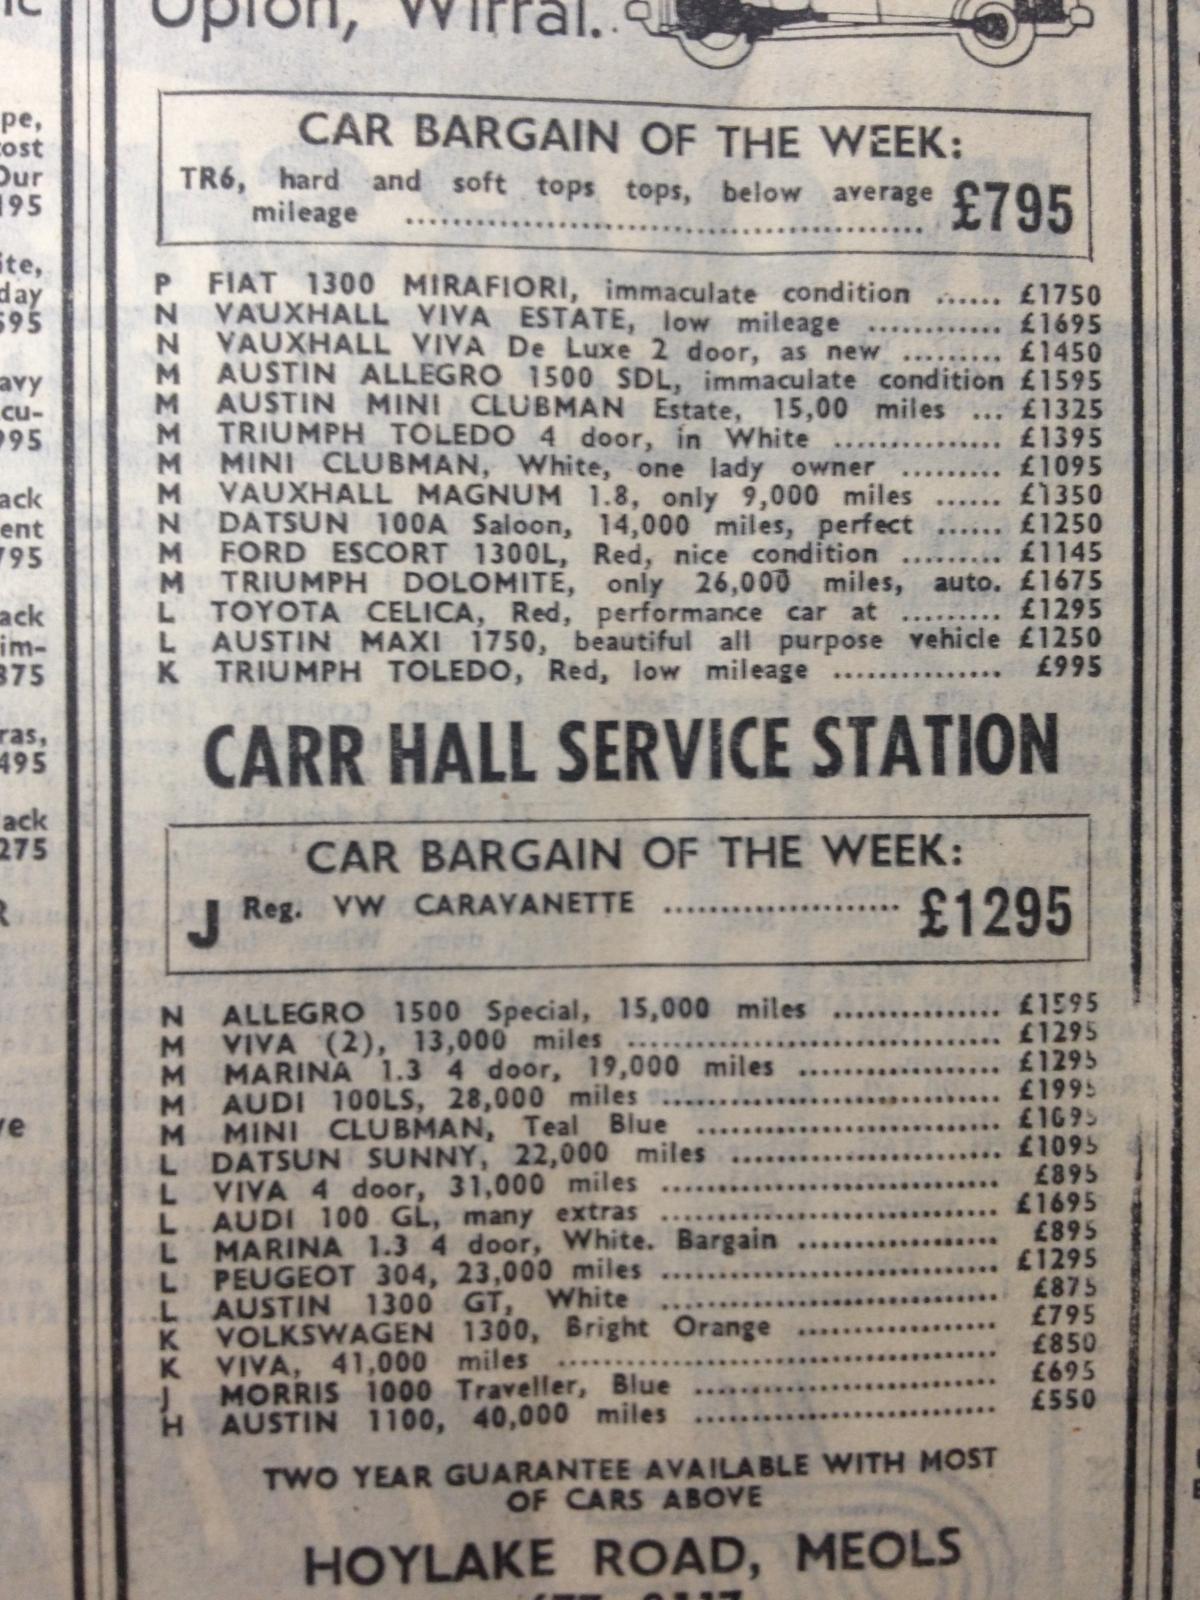 Upton, Wirral.
CAR BARGAIN OF THE WEEK:
TR6, hard and soft tops tops, below average
mileage .......................................... £795
P FIAT 1300 MIRAFIORI, immaculate condition ...... £1750
N VAUXHALL VIVA ESTATE, low mileage ............ £1695
N VAUXHALL VIVA De Luxe 2 door, as new ......... £1450
M AUSTIN ALLEGRO 1500 SDL, immaculate condition £1595
M AUSTIN MINI CLUBMAN Estate, 15,00 miles ... £1325
M TRIUMPH TOLEDO 4 door, in White ............... £1395
M MINI CLUBMAN, White, one lady owner ......... £1095
M VAUXHALL MAGNUM 1.8, only 9,000 miles ...... £1350
N DATSUN 100A Saloon, 14,000 miles, perfect ...... £1250
M FORD ESCORT 1300L, Red, nice condition ......... £1145
M TRIUMPH DOLOMITE, only 26,000 miles, auto. £1675
L TOYOTA CELICA, Red, performance car at ......... £1295
L AUSTIN MAXI 1750, beautiful all purpose vehicle £1250
K TRIUMPH TOLEDO, Red, low mileage ............... £995
CARR HALL SERVICE STATION
CAR BARGAIN OF THE WEEK:
J Reg. VW CARAVANETTE ..................... £1295
N ALLEGRO 1500 Special, 15,000 miles ............... £1595
M VIVA (2), 13,000 miles ................................. £1295
M MARINA 1.3 4 door, 19,000 miles .................. £1295
M AUDI 100LS, 28,000 miles .............................. £1995
M MINI CLUBMAN, Teal Blue ........................... £1695
L DATSUN SUNNY, 22,000 miles ........................ £1095
L VIVA 4 door, 31,000 miles .............................. £895
L AUDI 100 GL, many extras .............................. £1695
L MARINA 1.3 4 door, White. Bargain .................. £895
L PEUGEOT 304, 23,000 miles .............................. £1295
L AUSTIN 1300 GT, White .............................. £875
K VOLKSWAGEN 1300, Bright Orange .................. £795
K VIVA, 41,000 miles ....................................... £850
J MORRIS 1000 Traveller, Blue ........................... £695
H AUSTIN 1100, 40,000 miles ........................... £550
TWO YEAR GUARANTEE AVAILABLE WITH MOST
OF CARS ABOVE
HOYLAKE ROAD, MEOLS